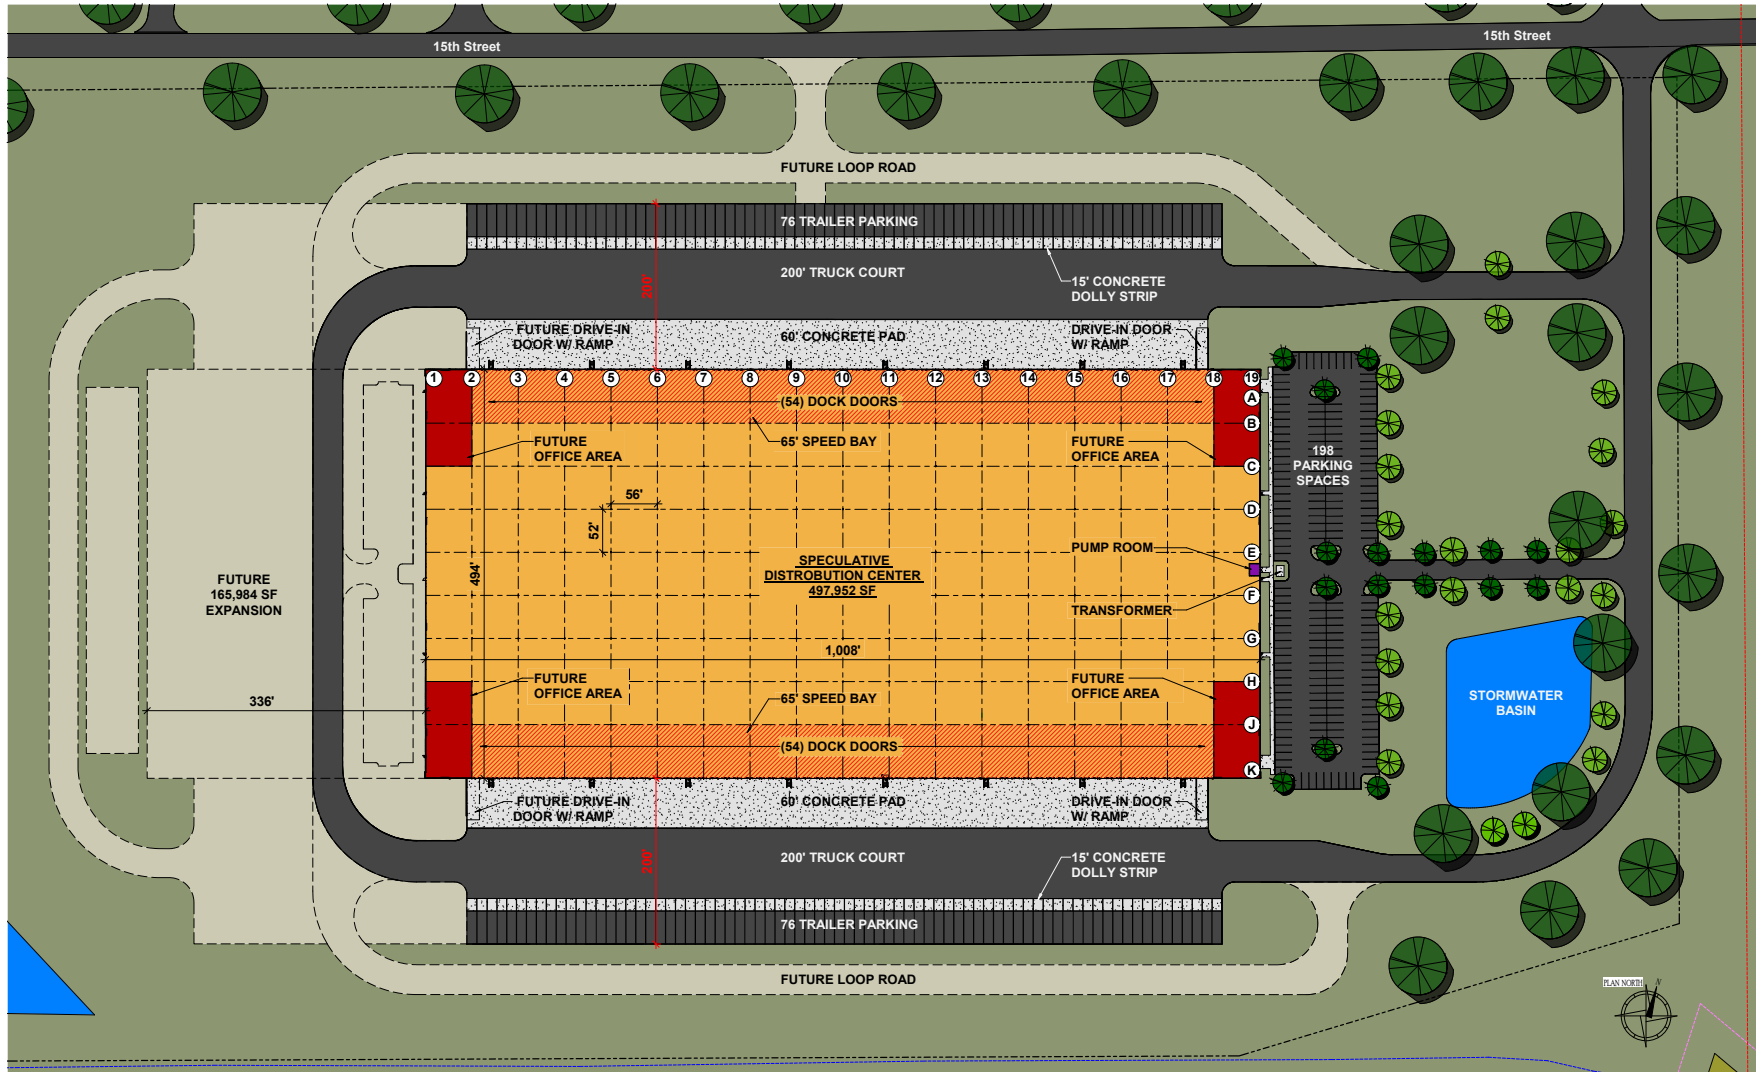 15th Street
15th Street
FUTURE LOOP ROAD
76 TRAILER PARKING
200' TRUCK COURT
200'
15' CONCRETE
DOLLY STRIP
FUTURE DRIVE-IN
DOOR W/ RAMP
60' CONCRETE PAD
DRIVE-IN DOOR
W/ RAMP
1 2 3 4 5 6 7 8 9 10 11 12 13 14 15 16 17 18 19
A
(54) DOCK DOORS
B
FUTURE
OFFICE AREA
65' SPEED BAY
FUTURE
OFFICE AREA
C
198
PARKING
SPACES
56'
D
52'
E
PUMP ROOM
SPECULATIVE
DISTROBUTION CENTER
497,952 SF
494'
FUTURE
165,984 SF
EXPANSION
F
TRANSFORMER
G
1,008'
H
FUTURE
OFFICE AREA
65' SPEED BAY
FUTURE
OFFICE AREA
336'
STORMWATER
BASIN
J
(54) DOCK DOORS
K
FUTURE DRIVE-IN
DOOR W/ RAMP
60' CONCRETE PAD
DRIVE-IN DOOR
W/ RAMP
200'
200' TRUCK COURT
15' CONCRETE
DOLLY STRIP
76 TRAILER PARKING
FUTURE LOOP ROAD
PLAN NORTH
N